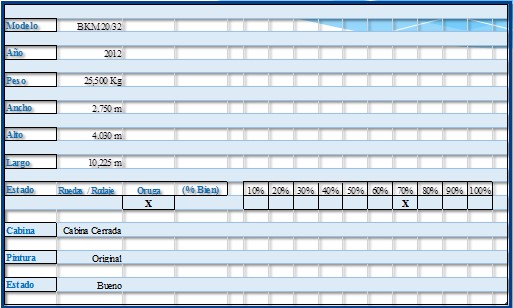 Modelo BKM20/32
Año 2012
Peso 25,500 Kg
Ancho 2,750 m
Alto 4,030 m
Largo 10,225 m
Estado Ruedas / Rodaje Oruga (% Bien) 10% 20% 30% 40% 50% 60% 70% 80% 90% 100%
X X
Cabina Cabina Cerrada
Pintura Original
Estado Bueno